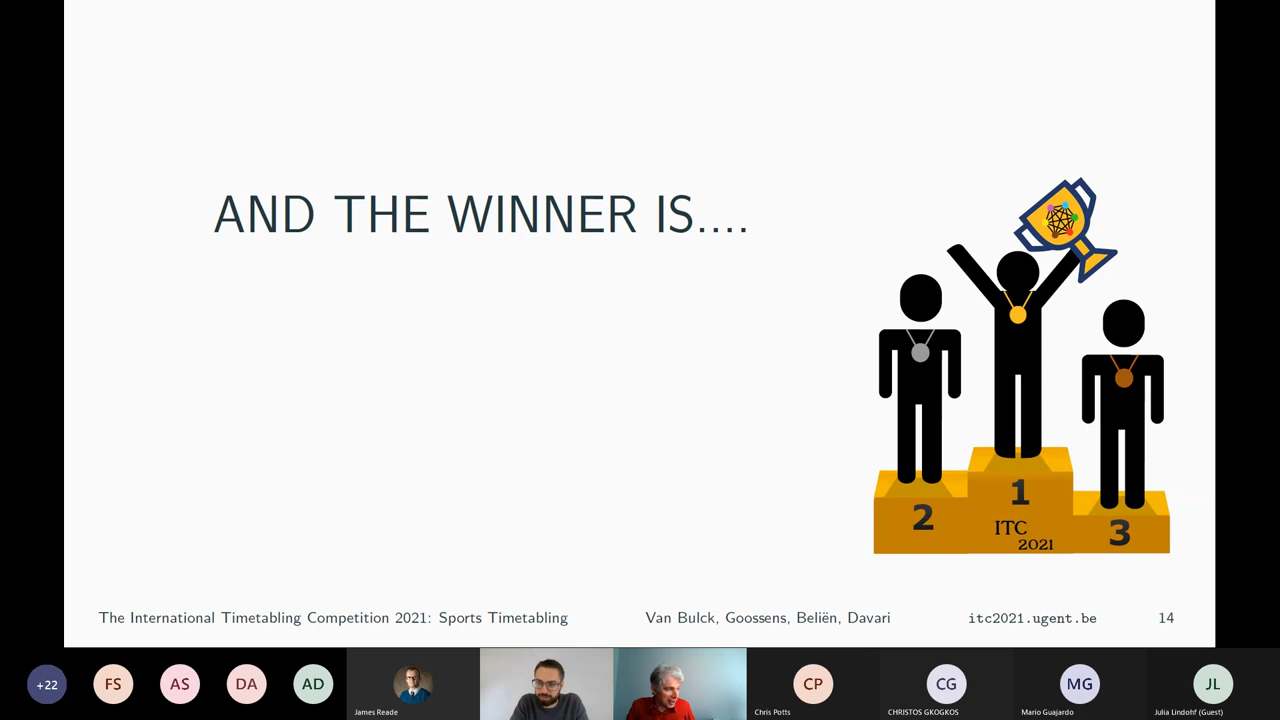 AND THE WINNER IS....
2
1
3
ITC
2021
The International Timetabling Competition 2021: Sports Timetabling
Van Bulck, Goossens, Beliën, Davari
itc2021.ugent.be
14
+22
FS
AS
DA
AD
James Reade
CP
Chris Potts
CG
CHRISTOS GKOGKOS
MG
Mario Guajardo
JL
Julia Lindohf (Guest)